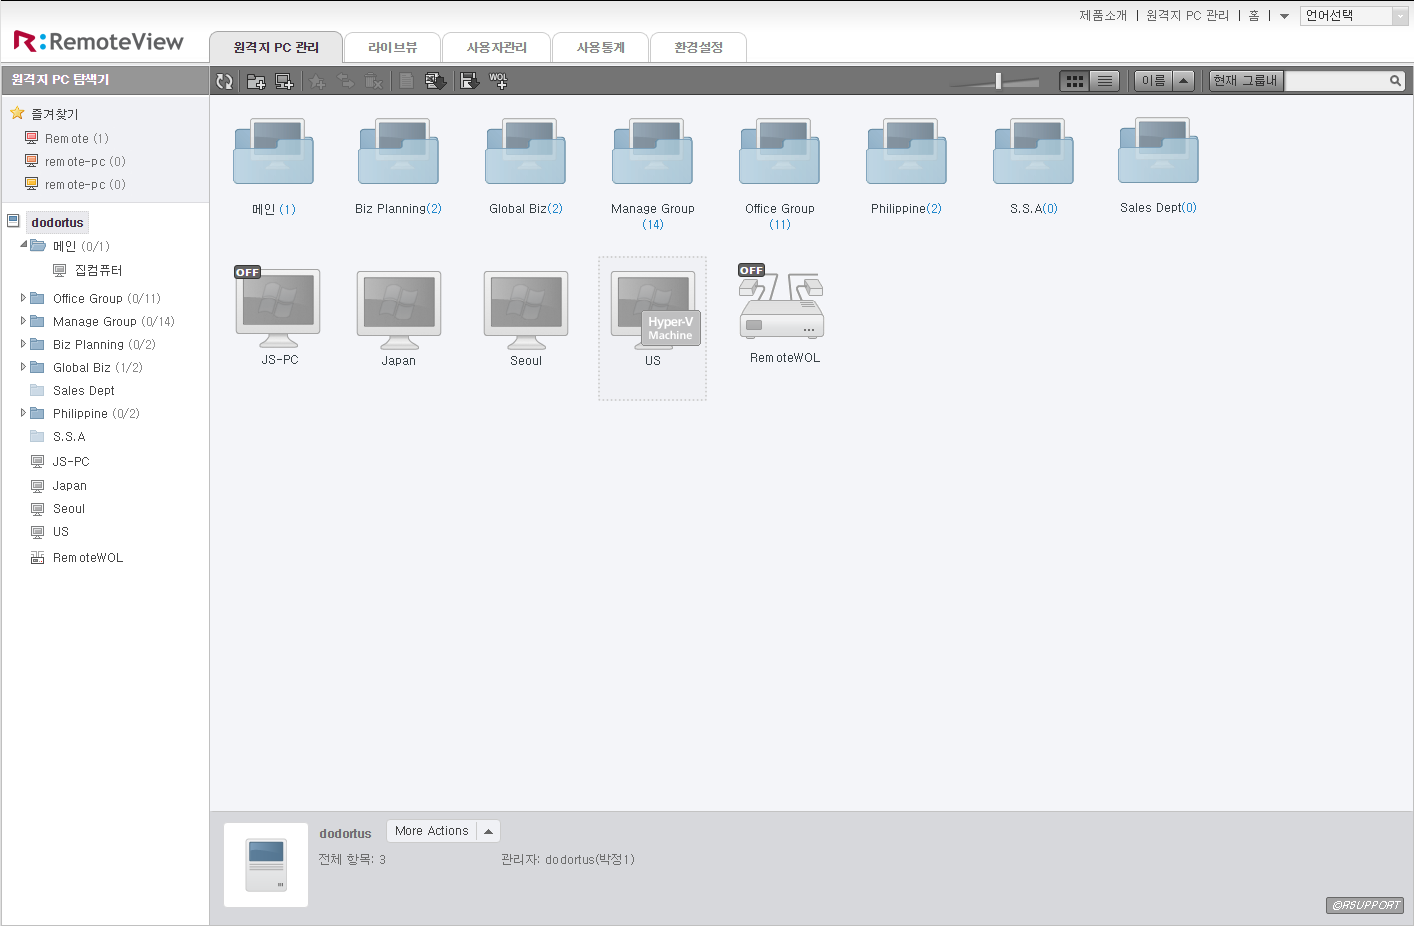 제품소개 | 원격지 PC 관리 | 홈 | 언어선택
R:RemoteView
원격지 PC 관리 라이브뷰 사용자관리 사용통계 환경설정
원격지 PC 탐색기
WOL
이름
현재 그룹내
즐겨찾기
Remote (1)
remote-pc (0)
remote-pc (0)
dodortus
메인 (0/1)
집컴퓨터
Office Group (0/11)
Manage Group (0/14)
Biz Planning (0/2)
Global Biz (1/2)
Sales Dept
Philippine (0/2)
S.S.A
JS-PC
Japan
Seoul
US
RemoteWOL
메인 (1)
Biz Planning(2)
Global Biz(2)
Manage Group
(14)
Office Group
(11)
Philippine(2)
S.S.A(0)
Sales Dept(0)
OFF
JS-PC
Japan
Seoul
Hyper-V
Machine
US
OFF
RemoteWOL
dodortus
More Actions
전체 항목: 3
관리자: dodortus(박정1)
©RSUPPORT